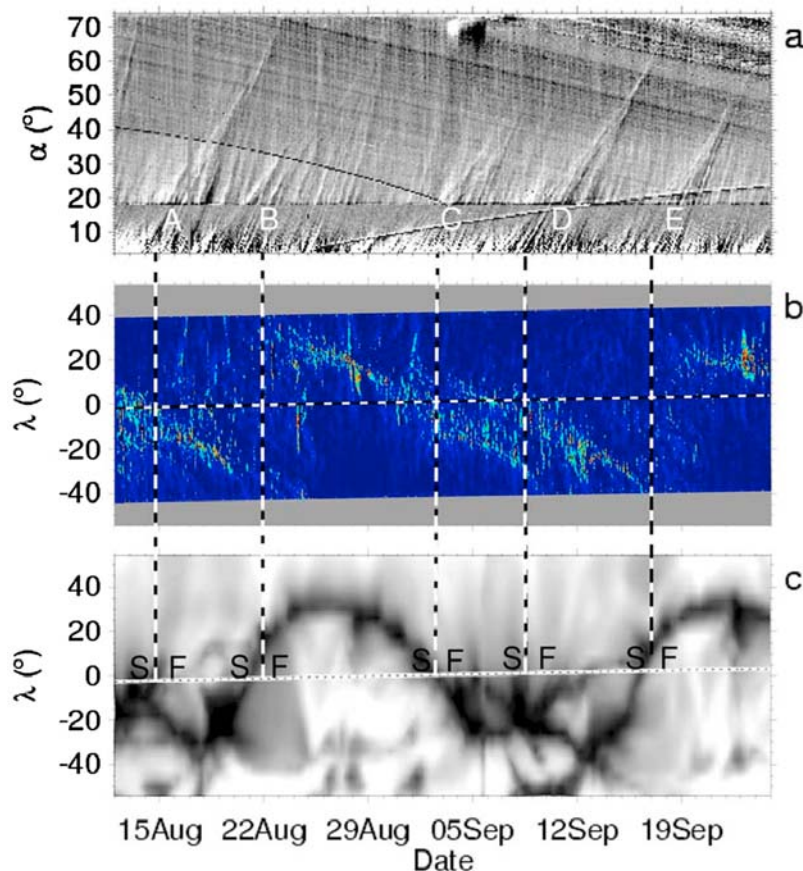 a
α (°)
70
60
50
40
30
20
10
A B C D E
b
λ (°)
40
20
0
-20
-40
c
λ (°)
40
20
0
-20
-40
S F S F S F S F S F
15Aug 22Aug 29Aug 05Sep 12Sep 19Sep
Date